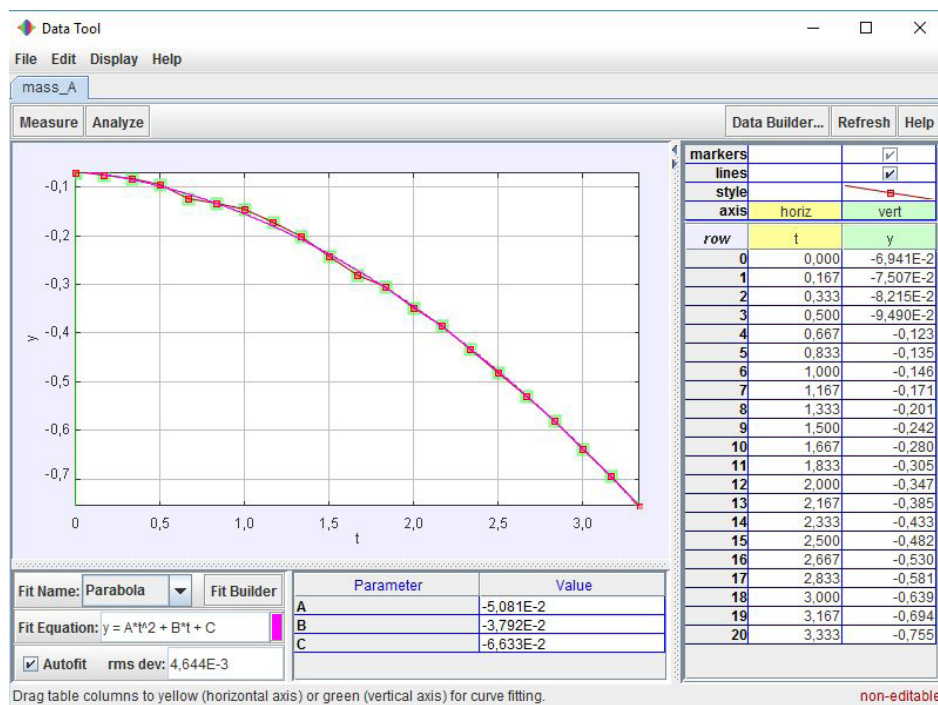 Data Tool
File Edit Display Help
mass_A
Measure Analyze Data Builder... Refresh Help
-0,1
-0,2
-0,3
-0,4
-0,5
-0,6
-0,7
y
0 0,5 1,0 1,5 2,0 2,5 3,0
t
markers
lines
style
axis horiz vert
row t y
0 0,000 -6,941E-2
1 0,167 -7,507E-2
2 0,333 -8,215E-2
3 0,500 -9,490E-2
4 0,667 -0,123
5 0,833 -0,135
6 1,000 -0,146
7 1,167 -0,171
8 1,333 -0,201
9 1,500 -0,242
10 1,667 -0,280
11 1,833 -0,305
12 2,000 -0,347
13 2,167 -0,385
14 2,333 -0,433
15 2,500 -0,482
16 2,667 -0,530
17 2,833 -0,581
18 3,000 -0,639
19 3,167 -0,694
20 3,333 -0,755
Fit Name: Parabola Fit Builder
Fit Equation: y = A*t^2 + B*t + C
Autofit rms dev: 4,644E-3
Parameter Value
A -5,081E-2
B -3,792E-2
C -6,633E-2
Drag table columns to yellow (horizontal axis) or green (vertical axis) for curve fitting. non-editable